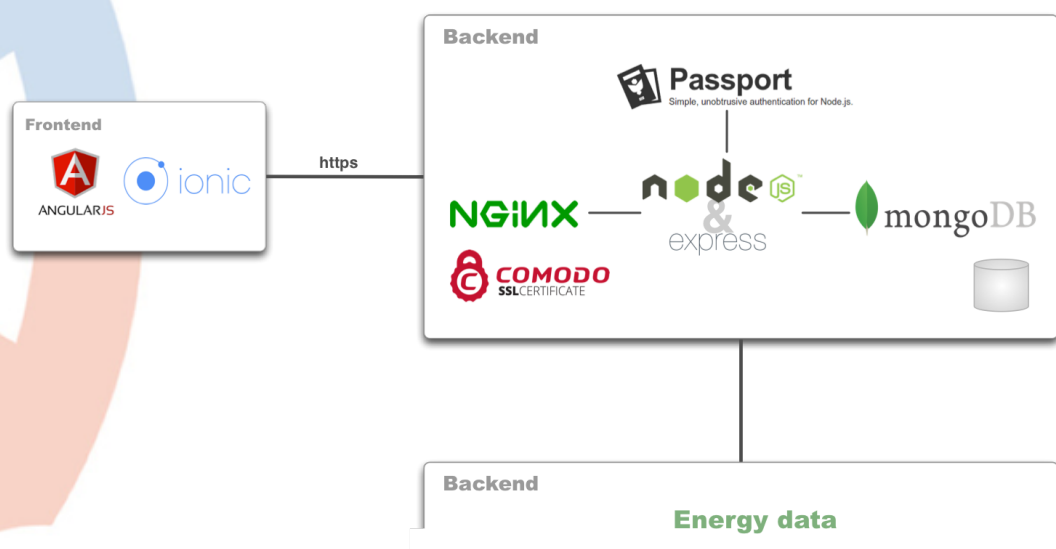 Backend
Passport
Simple, unobtrusive authentication for Node.js.
Frontend
ANGULARJS
ionic
https
node JS™
&
express
NGiNX
mongoDB
C COMODO
SSLCERTIFICATE
Backend
Energy data